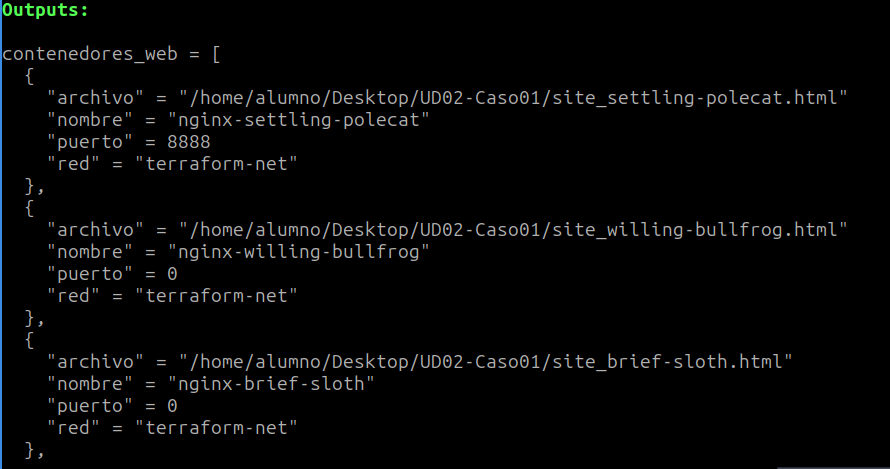 Outputs:
contenedores_web = [
{
"archivo" = "/home/alumno/Desktop/UD02-Caso01/site_settling-polecat.html"
"nombre" = "nginx-settling-polecat"
"puerto" = 8888
"red" = "terraform-net"
},
{
"archivo" = "/home/alumno/Desktop/UD02-Caso01/site_willing-bullfrog.html"
"nombre" = "nginx-willing-bullfrog"
"puerto" = 0
"red" = "terraform-net"
},
{
"archivo" = "/home/alumno/Desktop/UD02-Caso01/site_brief-sloth.html"
"nombre" = "nginx-brief-sloth"
"puerto" = 0
"red" = "terraform-net"
},